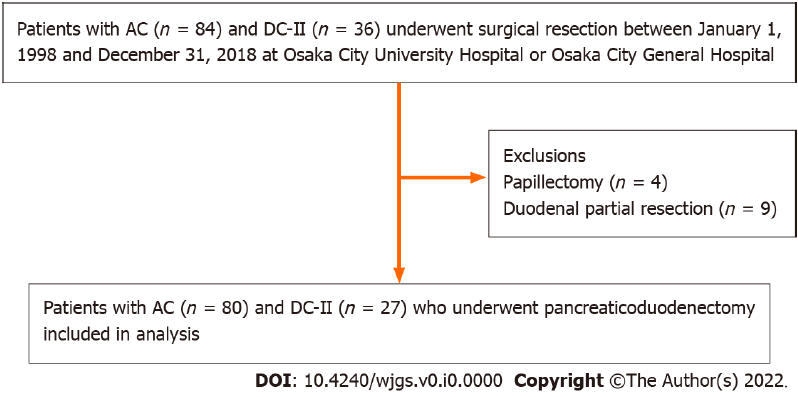 Patients with AC (n = 84) and DC-II (n = 36) underwent surgical resection between January 1,
1998 and December 31, 2018 at Osaka City University Hospital or Osaka City General Hospital
Exclusions
Papillectomy (n = 4)
Duodenal partial resection (n = 9)
Patients with AC (n = 80) and DC-II (n = 27) who underwent pancreaticoduodenectomy
included in analysis
DOI: 10.4240/wjgs.v0.i0.0000 Copyright ©The Author(s) 2022.